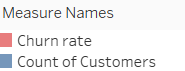 Measure Names
Churn rate
Count of Customers